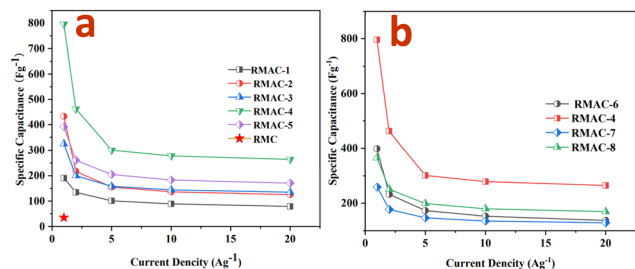 a
Specific Capacitance (Fg⁻¹)
800
700
600
500
400
300
200
100
0
0
5
10
15
20
Current Dencity (Ag⁻¹)
RMAC-1
RMAC-2
RMAC-3
RMAC-4
RMAC-5
RMC
b
Specific Capacitance (Fg⁻¹)
800
600
400
200
0
5
10
15
20
Current Dencity (Ag⁻¹)
RMAC-6
RMAC-4
RMAC-7
RMAC-8